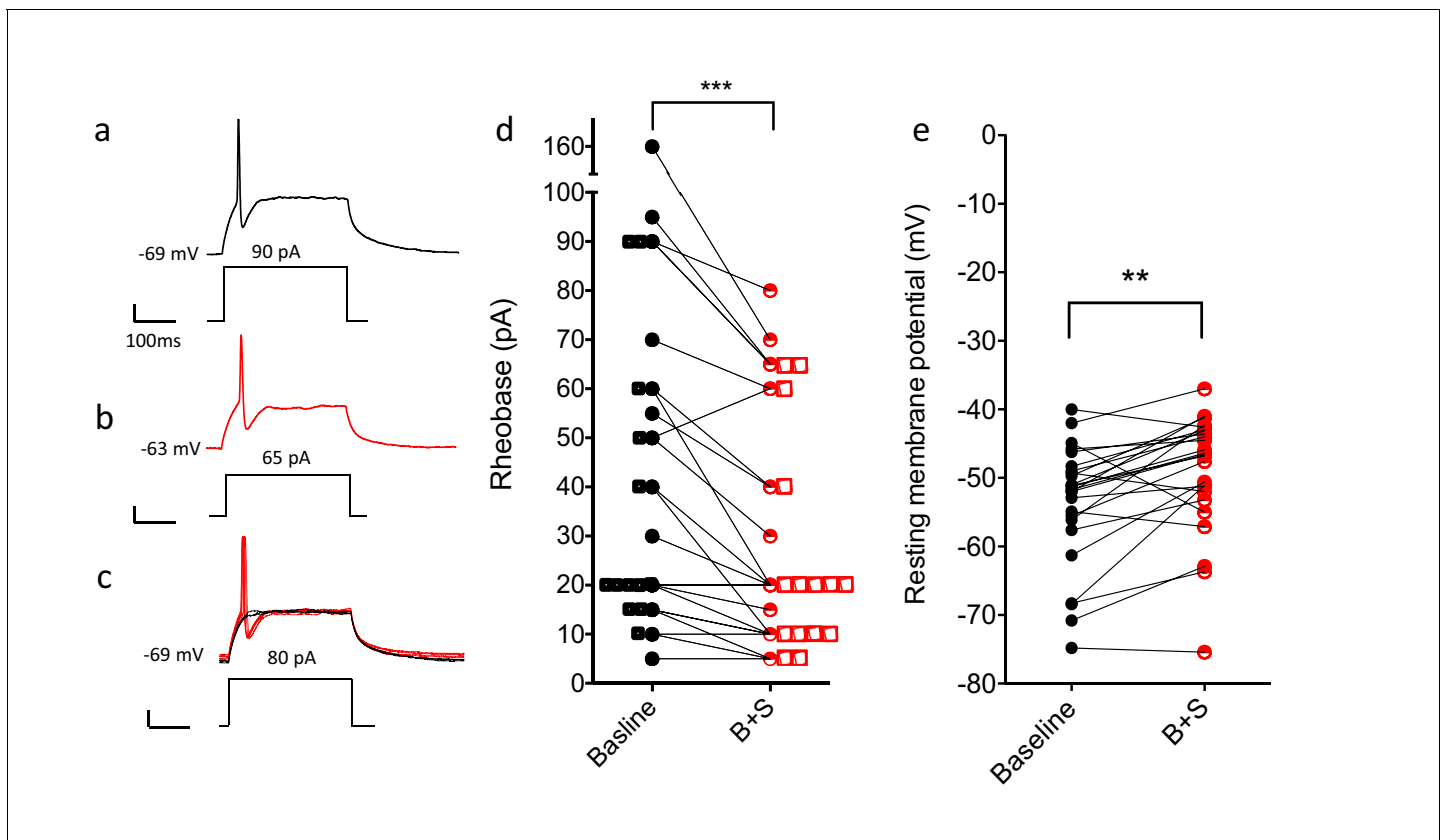 a
-69 mV
90 pA
100ms
b
-63 mV
65 pA
c
-69 mV
80 pA
d
***
Rheobase (pA)
160
100
90
80
70
60
50
40
30
20
10
0
Basline
B+S
e
**
Resting membrane potential (mV)
0
-10
-20
-30
-40
-50
-60
-70
-80
Baseline
B+S